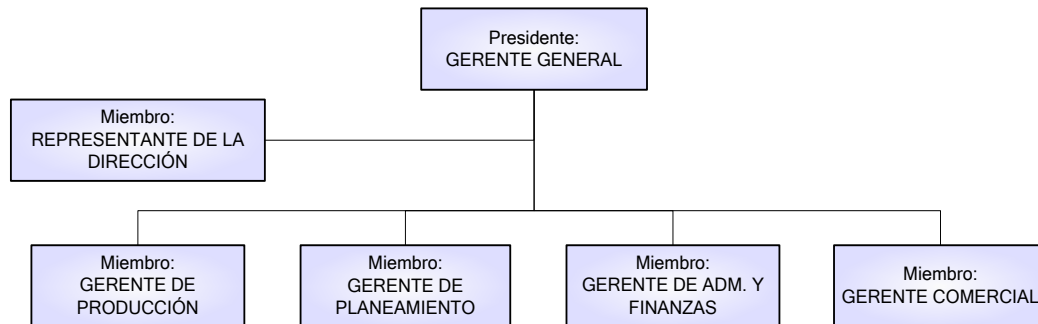 Presidente:
GERENTE GENERAL
Miembro:
REPRESENTANTE DE LA
DIRECCIÓN
Miembro:
GERENTE DE
PRODUCCIÓN
Miembro:
GERENTE DE
PLANEAMIENTO
Miembro:
GERENTE DE ADM. Y
FINANZAS
Miembro:
GERENTE COMERCIAL